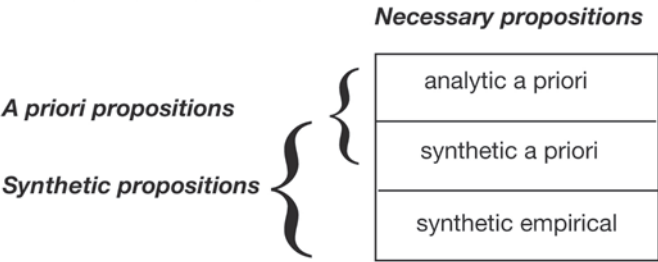 Necessary propositions
analytic a priori
A priori propositions
synthetic a priori
Synthetic propositions
synthetic empirical